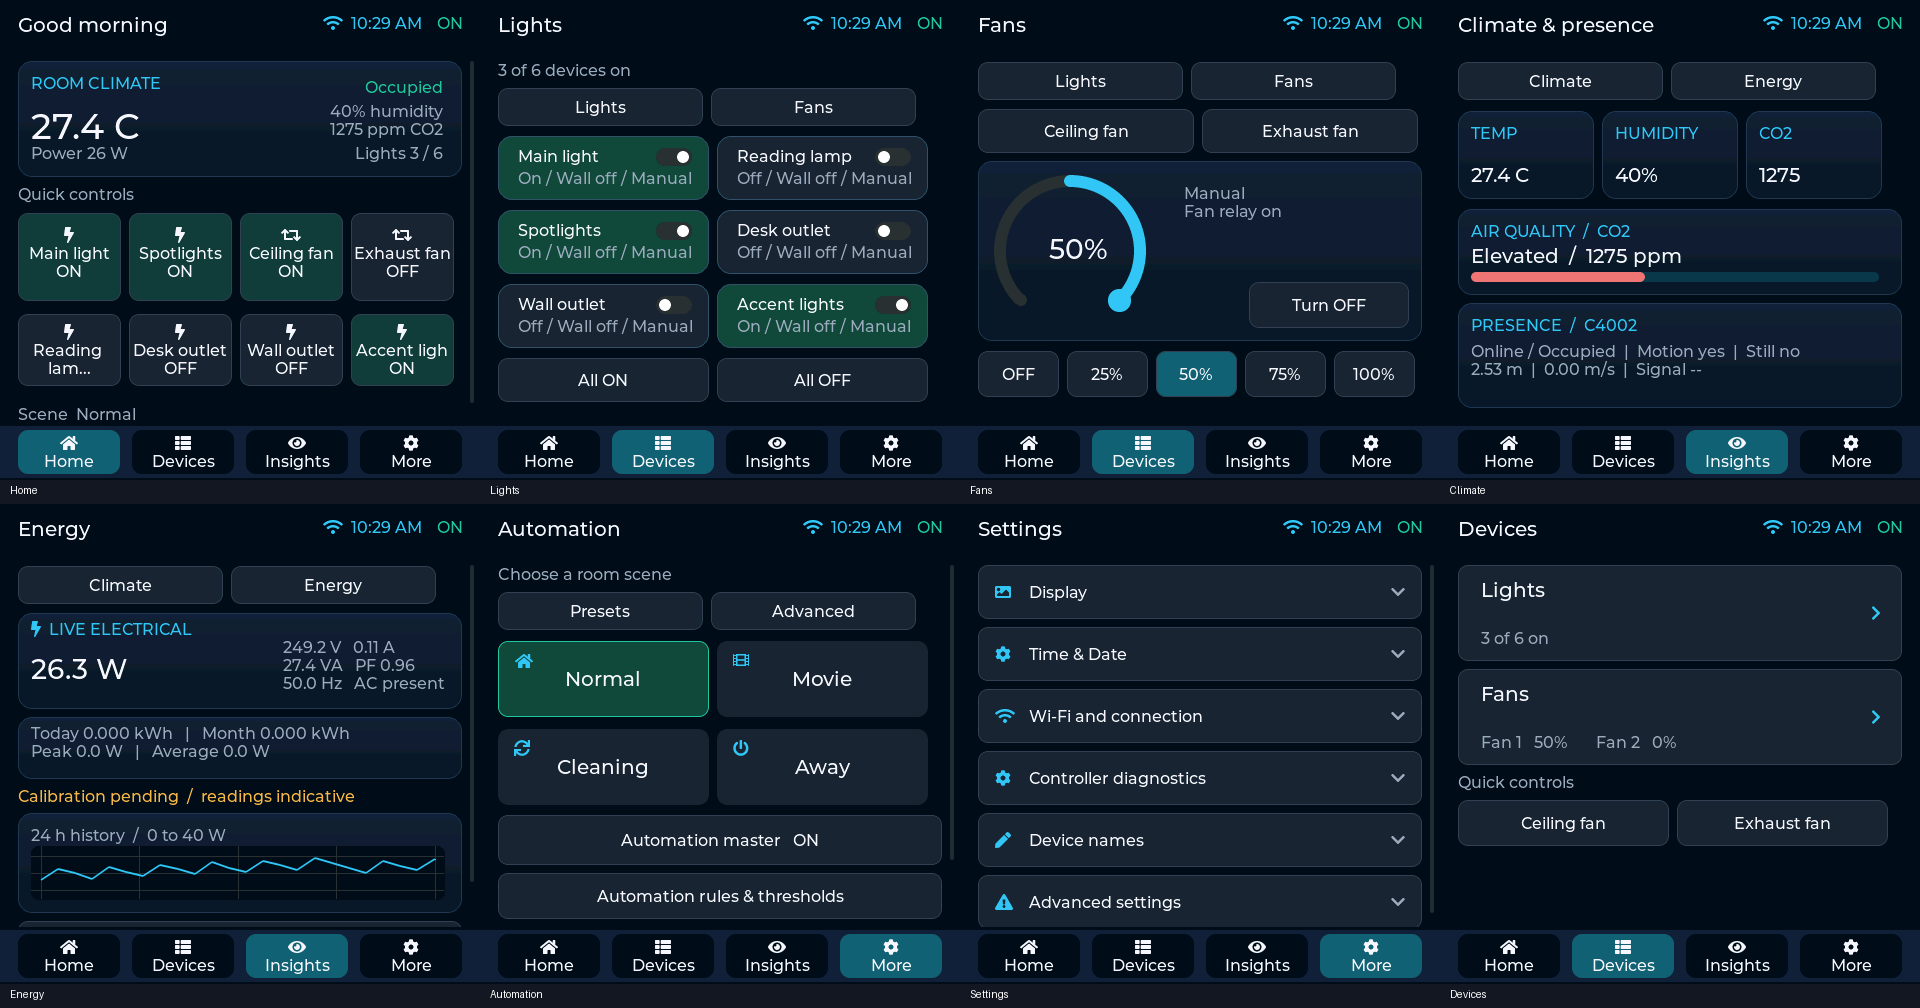 Good morning
10:29 AM ON
ROOM CLIMATE
Occupied
27.4 C
40% humidity
1275 ppm CO2
Power 26 W
Lights 3 / 6
Quick controls
Main light
ON
Spotlights
ON
Ceiling fan
ON
Exhaust fan
OFF
Reading
lam...
Desk outlet
OFF
Wall outlet
OFF
Accent ligh
ON
Scene Normal
Home
Devices
Insights
More
Home
Lights
10:29 AM ON
3 of 6 devices on
Lights
Fans
Main light
On / Wall off / Manual
Reading lamp
Off / Wall off / Manual
Spotlights
On / Wall off / Manual
Desk outlet
Off / Wall off / Manual
Wall outlet
Off / Wall off / Manual
Accent lights
On / Wall off / Manual
All ON
All OFF
Home
Devices
Insights
More
Lights
Fans
10:29 AM ON
Lights
Fans
Ceiling fan
Exhaust fan
50%
Manual
Fan relay on
Turn OFF
OFF
25%
50%
75%
100%
Home
Devices
Insights
More
Fans
Climate & presence
10:29 AM ON
Climate
Energy
TEMP
27.4 C
HUMIDITY
40%
CO2
1275
AIR QUALITY / CO2
Elevated / 1275 ppm
PRESENCE / C4002
Online / Occupied | Motion yes | Still no
2.53 m | 0.00 m/s | Signal --
Home
Devices
Insights
More
Climate
Energy
10:29 AM ON
Climate
Energy
LIVE ELECTRICAL
26.3 W
249.2 V 0.11 A
27.4 VA PF 0.96
50.0 Hz AC present
Today 0.000 kWh | Month 0.000 kWh
Peak 0.0 W | Average 0.0 W
Calibration pending / readings indicative
24 h history / 0 to 40 W
Home
Devices
Insights
More
Energy
Automation
10:29 AM ON
Choose a room scene
Presets
Advanced
Normal
Movie
Cleaning
Away
Automation master ON
Automation rules & thresholds
Home
Devices
Insights
More
Automation
Settings
10:29 AM ON
Display
Time & Date
Wi-Fi and connection
Controller diagnostics
Device names
Advanced settings
Home
Devices
Insights
More
Settings
Devices
10:29 AM ON
Lights
3 of 6 on
Fans
Fan 1 50% Fan 2 0%
Quick controls
Ceiling fan
Exhaust fan
Home
Devices
Insights
More
Devices